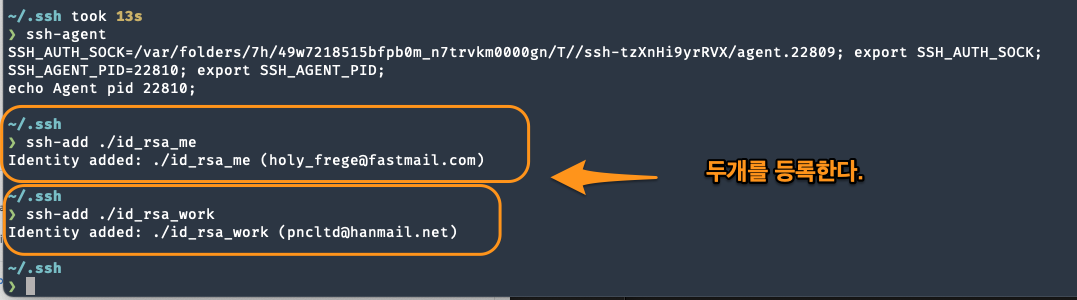 ~/.ssh took 13s
❯ ssh-agent
SSH_AUTH_SOCK=/var/folders/7h/49w7218515bfpb0m_n7trvkm0000gn/T//ssh-tzXnHi9yrRVX/agent.22809; export SSH_AUTH_SOCK;
SSH_AGENT_PID=22810; export SSH_AGENT_PID;
echo Agent pid 22810;
~/.ssh
❯ ssh-add ./id_rsa_me
Identity added: ./id_rsa_me (holy_frege@fastmail.com)
두개를 등록한다.
~/.ssh
❯ ssh-add ./id_rsa_work
Identity added: ./id_rsa_work (pncltd@hanmail.net)
~/.ssh
❯